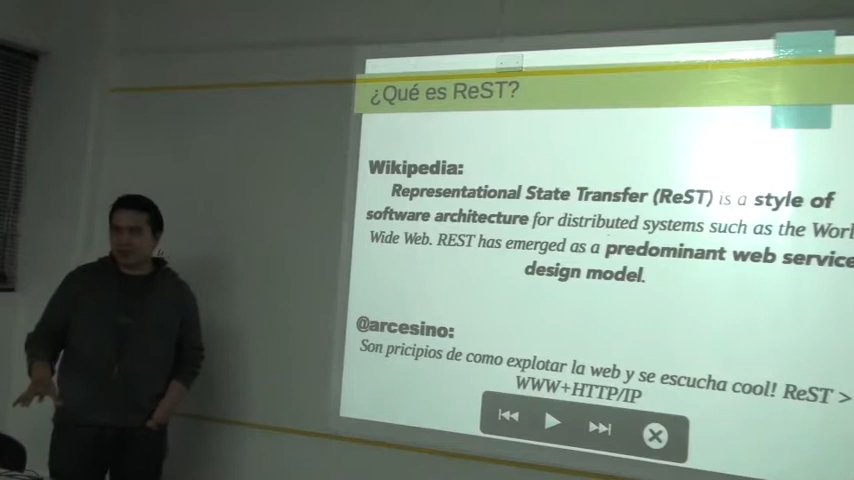 ¿Qué es ReST?
Wikipedia:
Representational State Transfer (ReST) is a style of
software architecture for distributed systems such as the Worl
Wide Web. REST has emerged as a predominant web service
design model.
@arcesino:
Son pricipios de como explotar la web y se escucha cool! ReST >
WWW+HTTP/IP